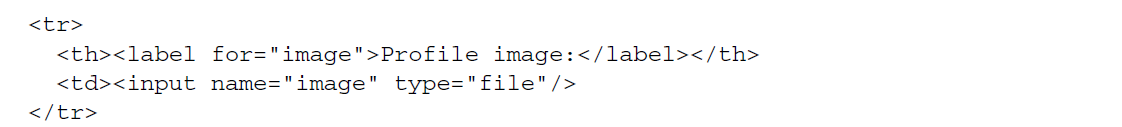 <tr>
  <th><label for="image">Profile image:</label></th>
  <td><input name="image" type="file"/>
</tr>